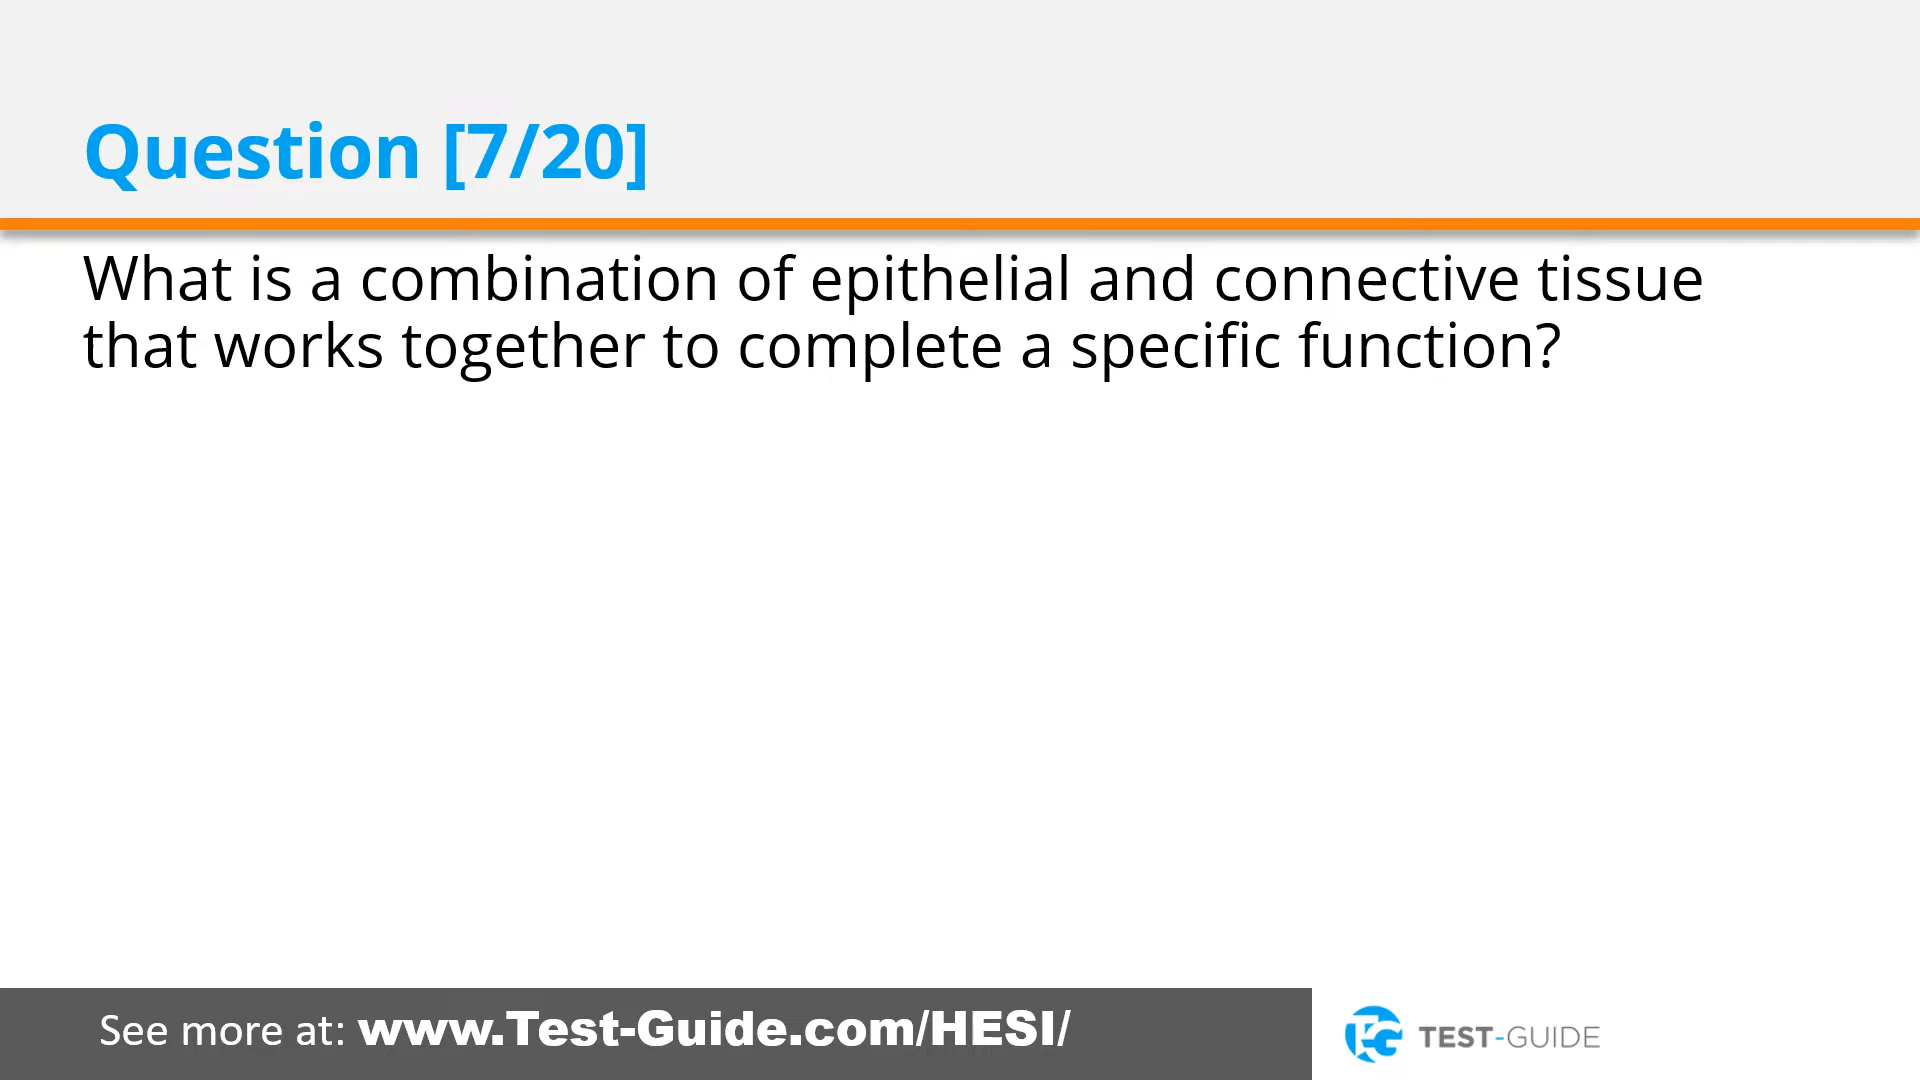 Question [7/20]
What is a combination of epithelial and connective tissue
that works together to complete a specific function?
See more at: www.Test-Guide.com/HESI/
TG TEST-GUIDE